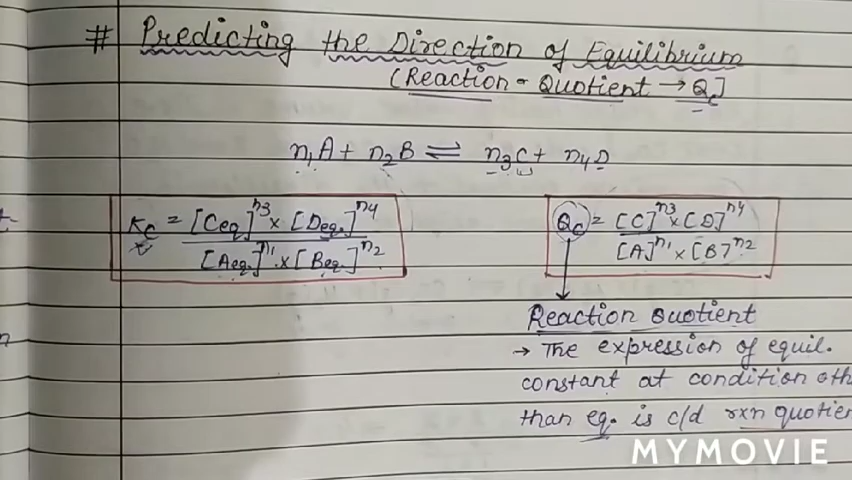 # Predicting the Direction of Equilibrium
[Reaction - Quotient → Qc]
n₁A + n₂B ⇌ n₃C + n₄D
Kc = [Ceq]^n3 × [Deq.]^n4
[Aeq.]^n1 × [Beq.]^n2
Qc = [C]^n3 × [D]^n4
[A]^n1 × [B]^n2
Reaction Quotient
→ The expression of equil.
constant at condition oth
than eq. is c/d rxn quotien
MYMOVIE